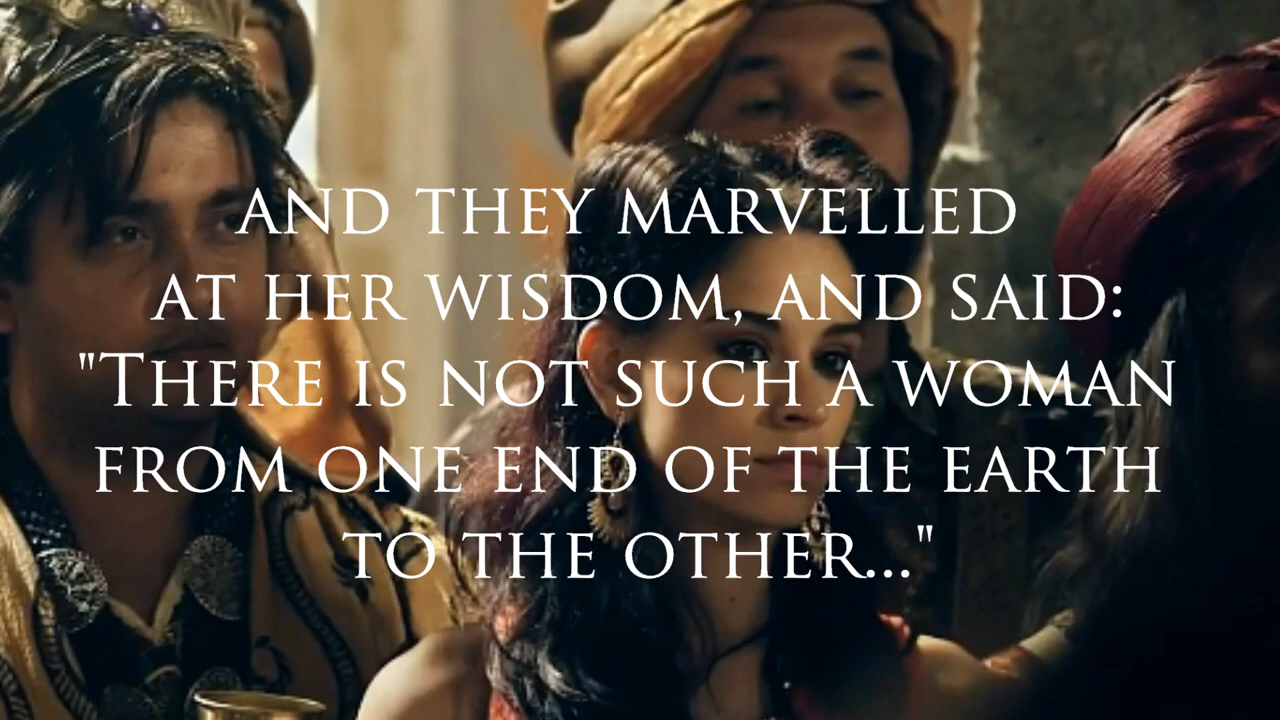 AND THEY MARVELLED
AT HER WISDOM, AND SAID:
"THERE IS NOT SUCH A WOMAN
FROM ONE END OF THE EARTH
TO THE OTHER..."